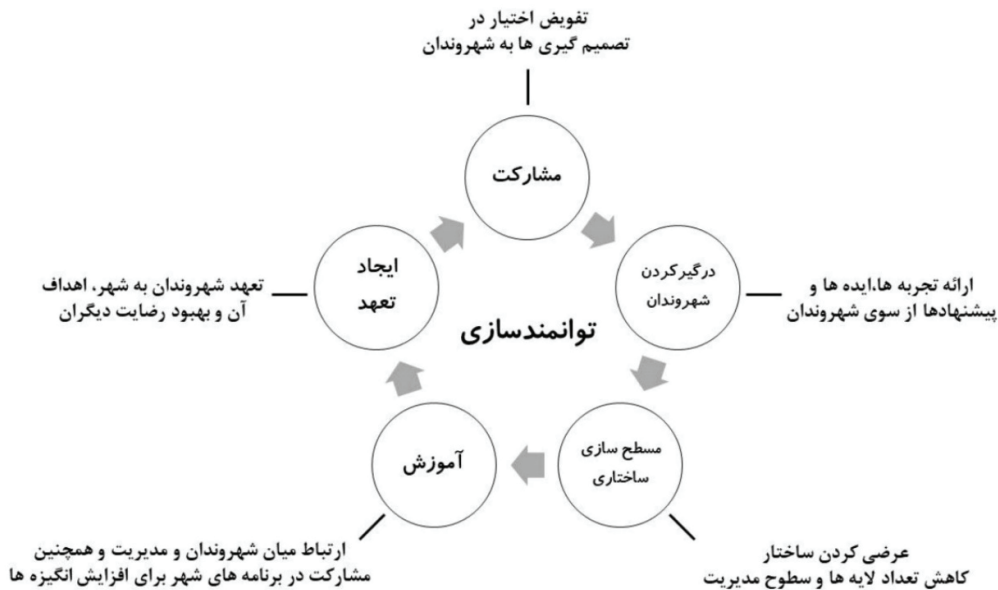 تفویض اختیار در
تصمیم گیری ها به شهروندان
مشارکت
درگیرکردن
شهروندان
ارائه تجربه ها،ایده ها و
پیشنهادها از سوی شهروندان
مسطح سازی
ساختاری
عرضی کردن ساختار
کاهش تعداد لایه ها و سطوح مدیریت
آموزش
ارتباط میان شهروندان و مدیریت و همچنین
مشارکت در برنامه های شهر برای افزایش انگیزه ها
ایجاد
تعهد
تعهد شهروندان به شهر، اهداف
آن و بهبود رضایت دیگران
توانمندسازی